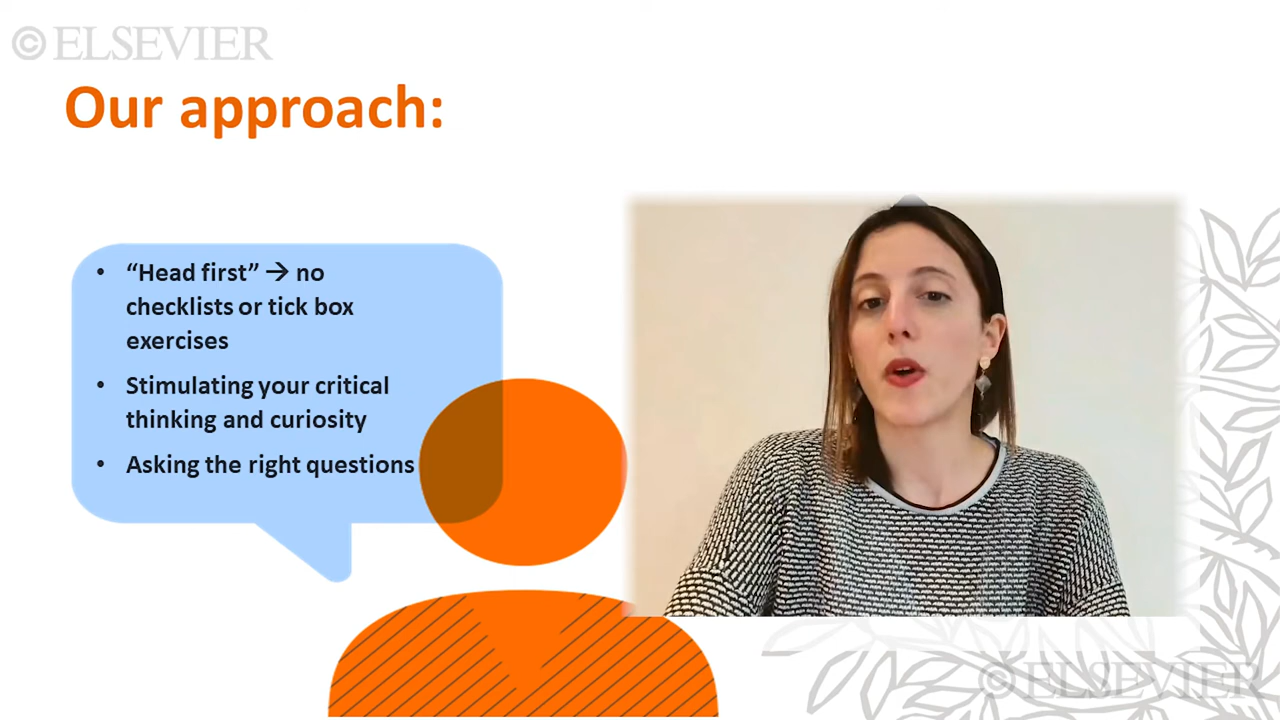 © ELSEVIER
Our approach:
• “Head first” → no
checklists or tick box
exercises
• Stimulating your critical
thinking and curiosity
• Asking the right questions
© ELSEVIER